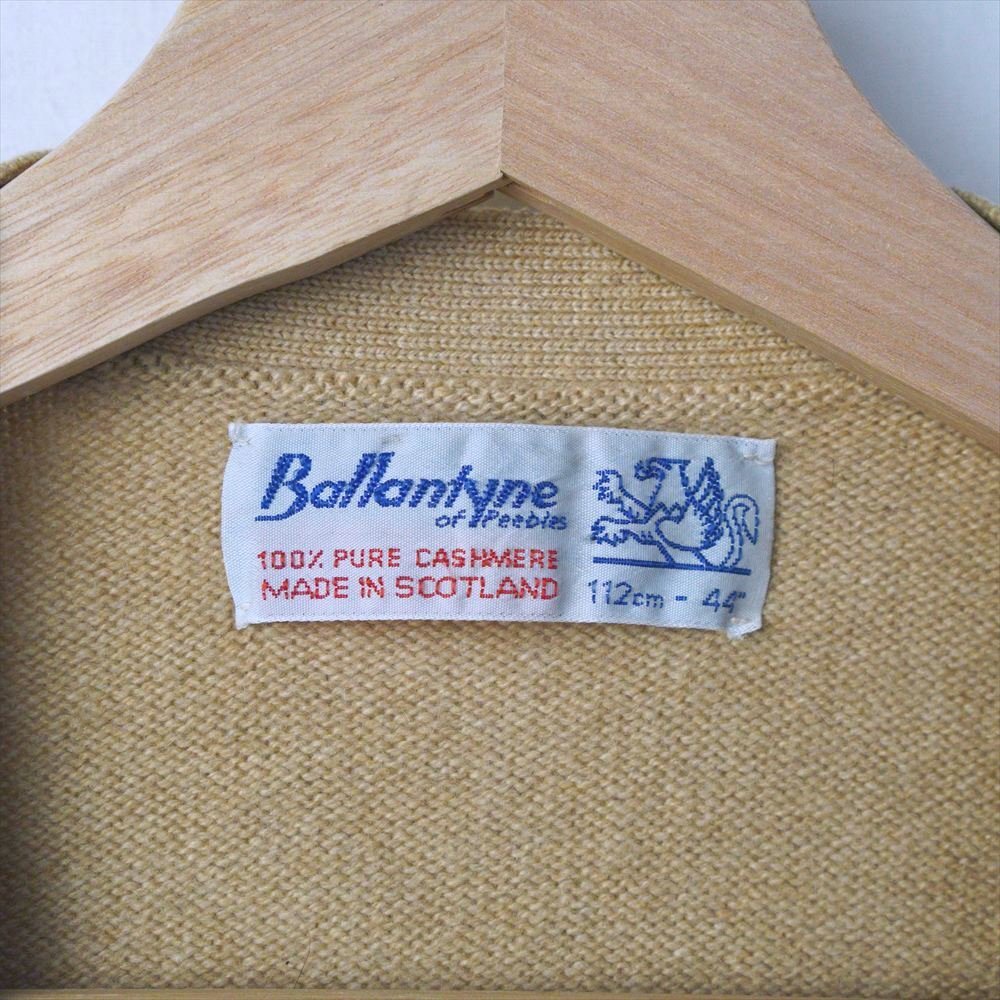 Ballantyne
of Peebles
100% PURE CASHMERE
MADE IN SCOTLAND
112cm - 44"